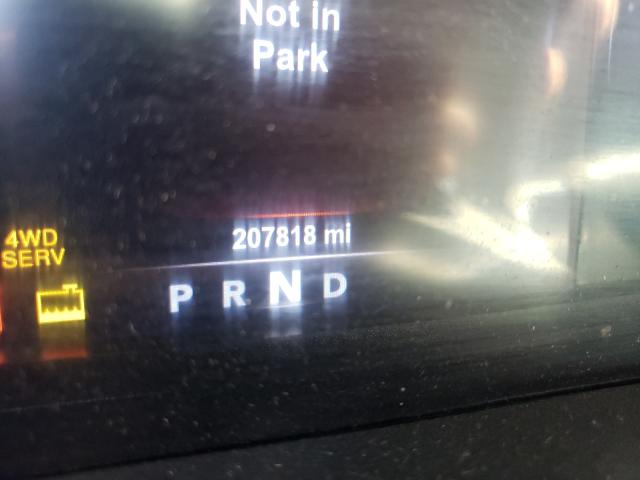 Not in
Park
4WD
SERV
207818 mi
P R N D